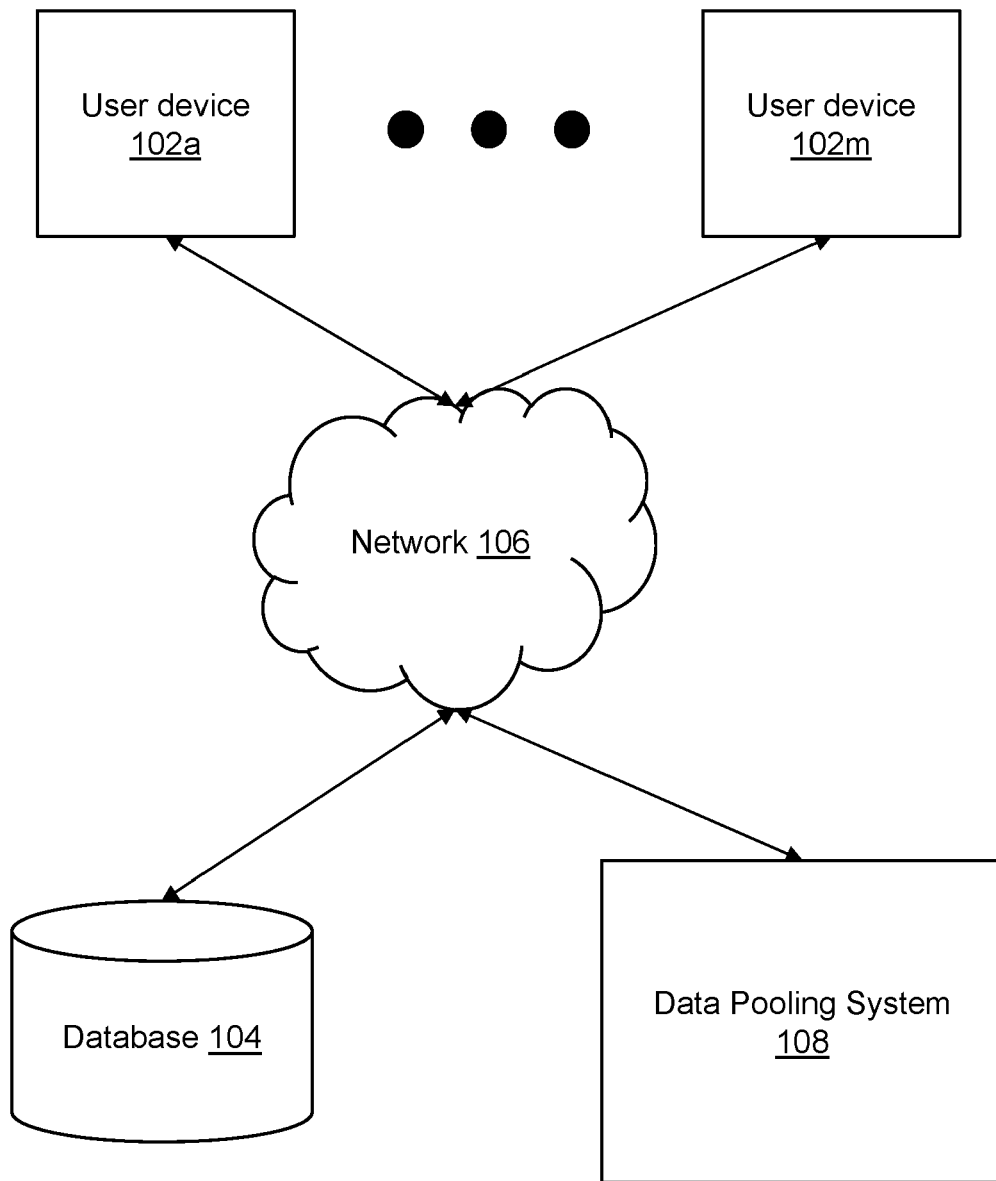 User device
102a
User device
102m
Network 106
Database 104
Data Pooling System
108